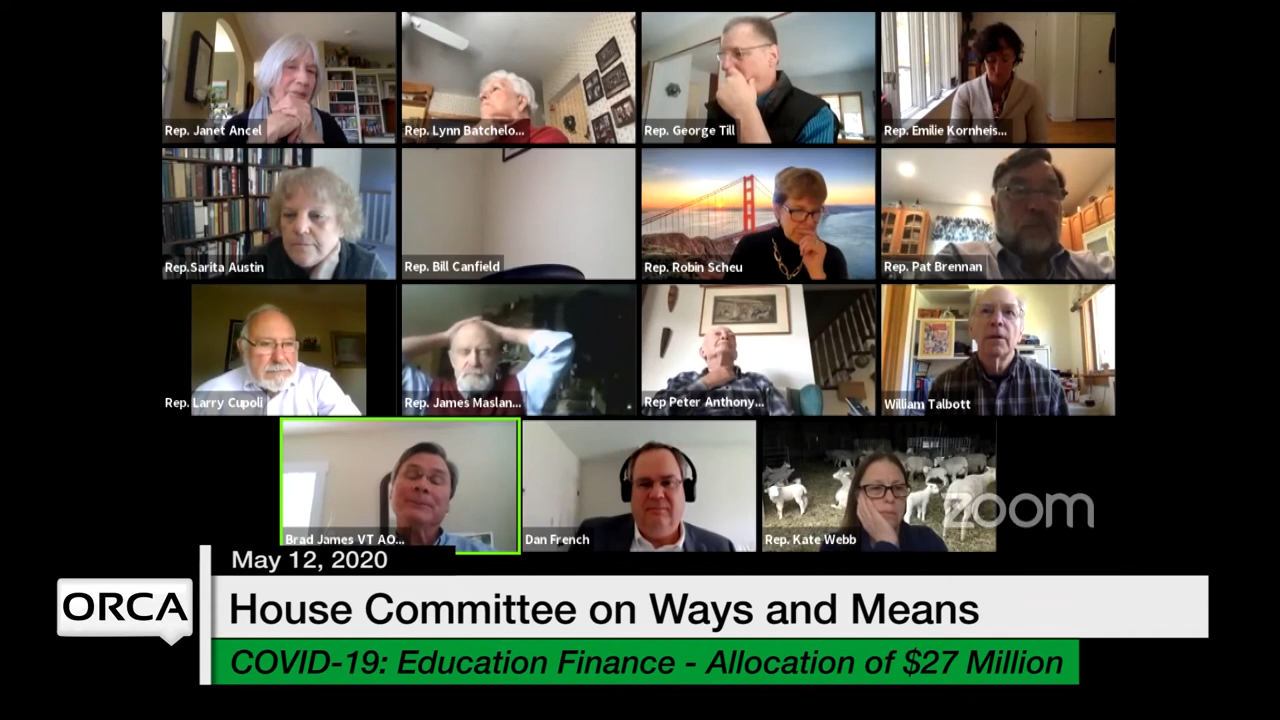 Rep. Janet Ancel
Rep. Lynn Batchelo...
Rep. George Till
Rep. Emilie Kornheis...
Rep.Sarita Austin
Rep. Bill Canfield
Rep. Robin Scheu
Rep. Pat Brennan
Rep. Larry Cupoli
Rep. James Maslan...
Rep Peter Anthony...
William Talbott
Brad James VT AO...
Dan French
Rep. Kate Webb
zoom
May 12, 2020
ORCA
House Committee on Ways and Means
COVID-19: Education Finance - Allocation of $27 Million